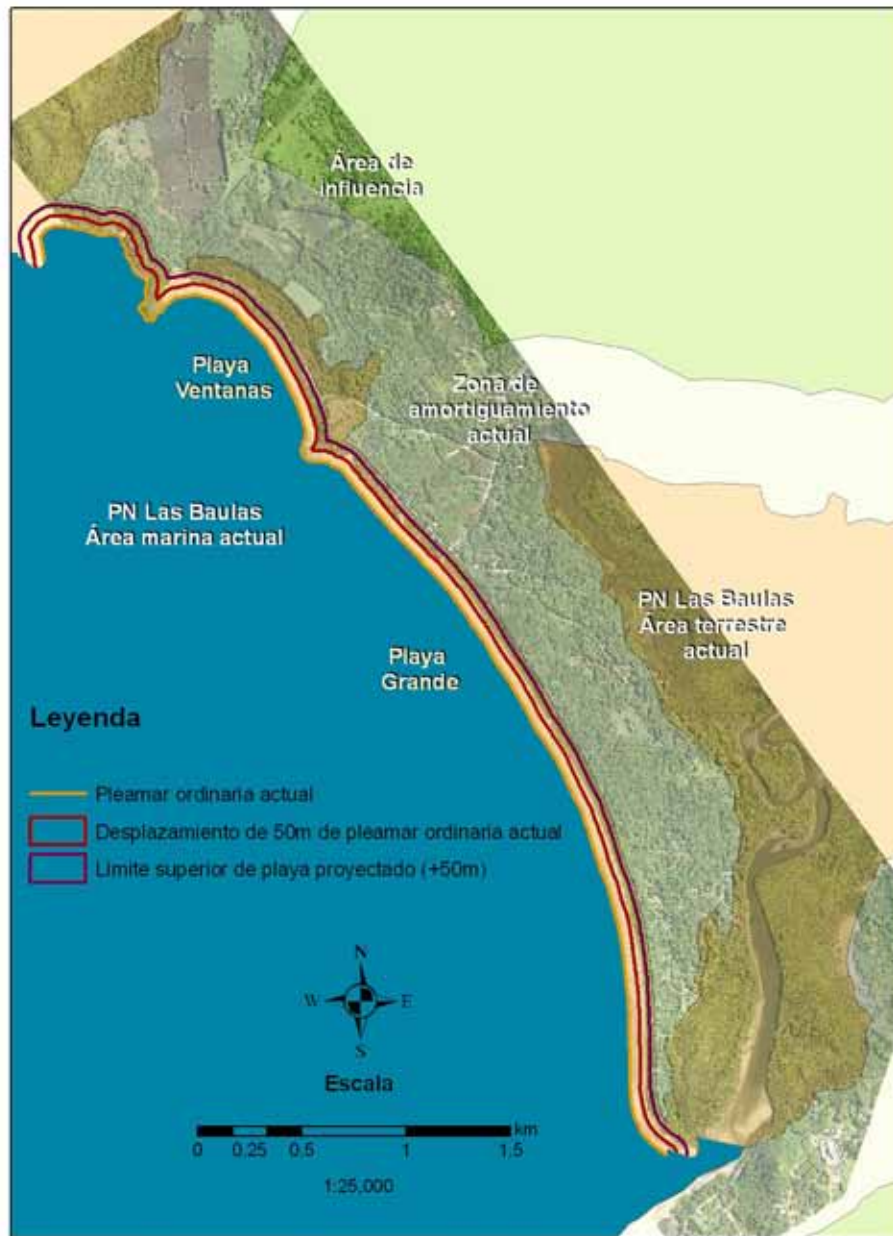 Área de
influencia
Playa
Ventanas
Zona de
amortiguamiento
actual
PN Las Baulas
Área marina actual
PN Las Baulas
Área terrestre
actual
Playa
Grande
Leyenda
Pleamar ordinaria actual
Desplazamiento de 50m de pleamar ordinaria actual
Límite superior de playa proyectado (+50m)
N
W E
S
Escala
km
0 0.25 0.5 1 1.5
1:25,000